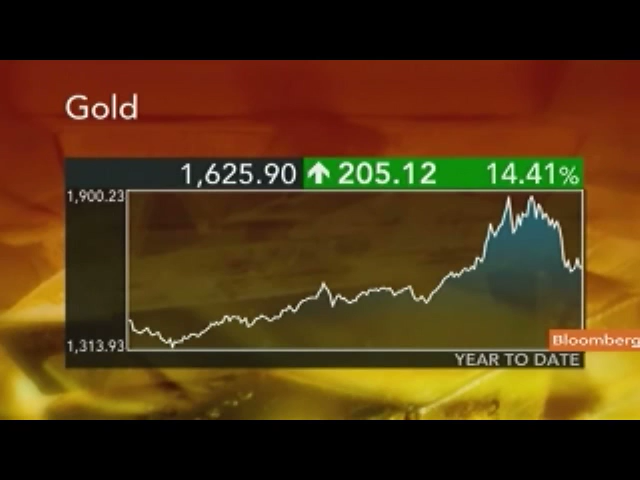 Gold
1,625.90 ↑ 205.12 14.41%
1,900.23
1,313.93
Bloomberg
YEAR TO DATE